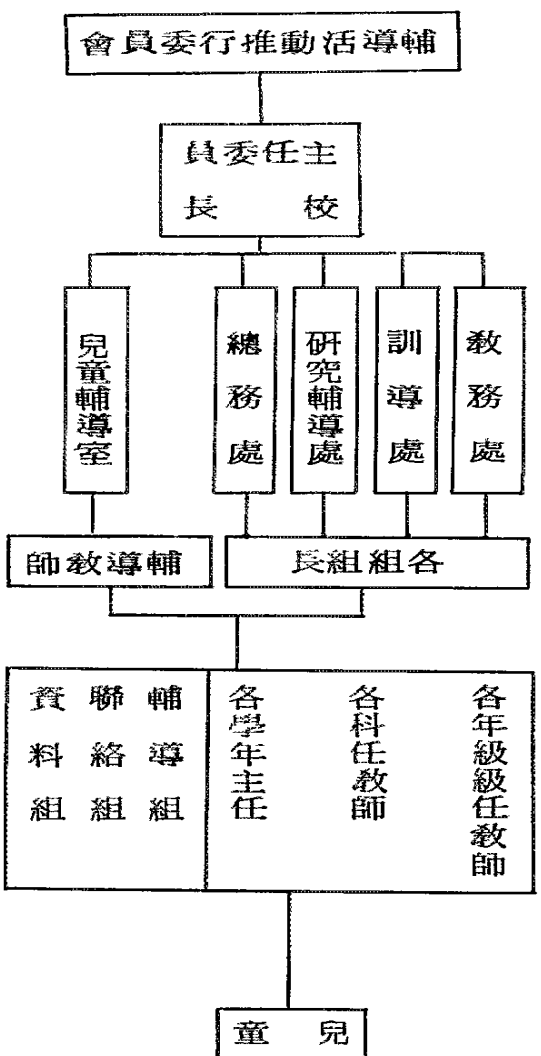 輔導活動推行委員會
主任委員
校長
教務處
訓導處
研究輔導處
總務處
兒童輔導室
各組組長
輔導教師
各年級級任教師
各科任教師
各學年主任
輔導組
聯絡組
資料組
兒童